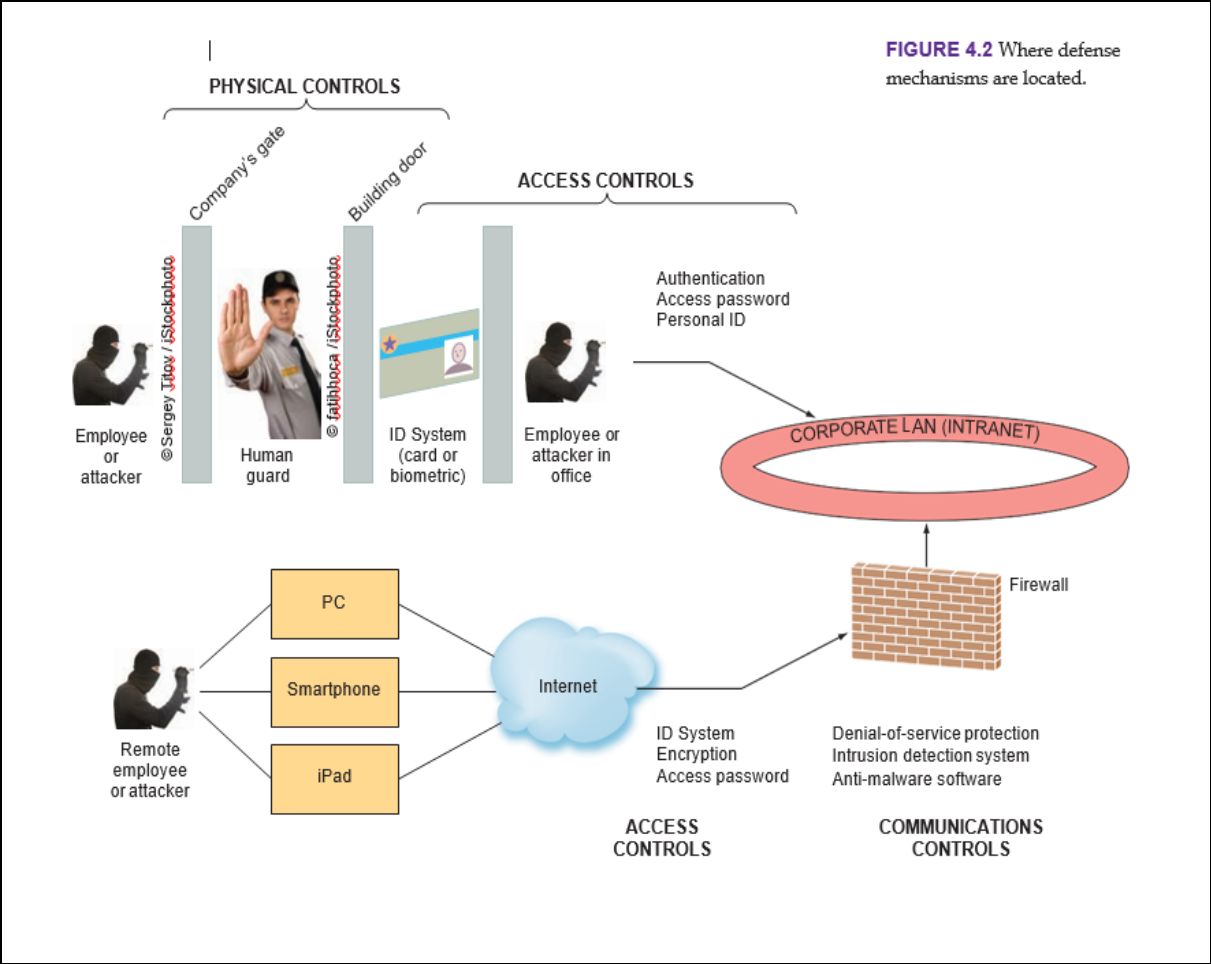 FIGURE 4.2 Where defense
mechanisms are located.
PHYSICAL CONTROLS
Company's gate
Building door
ACCESS CONTROLS
©Sergey Titov / iStockphoto
© fatihhoca / iStockphoto
Authentication
Access password
Personal ID
Employee
or
attacker
Human
guard
ID System
(card or
biometric)
Employee or
attacker in
office
CORPORATE LAN (INTRANET)
Firewall
PC
Smartphone
iPad
Internet
Remote
employee
or attacker
ID System
Encryption
Access password
Denial-of-service protection
Intrusion detection system
Anti-malware software
ACCESS
CONTROLS
COMMUNICATIONS
CONTROLS